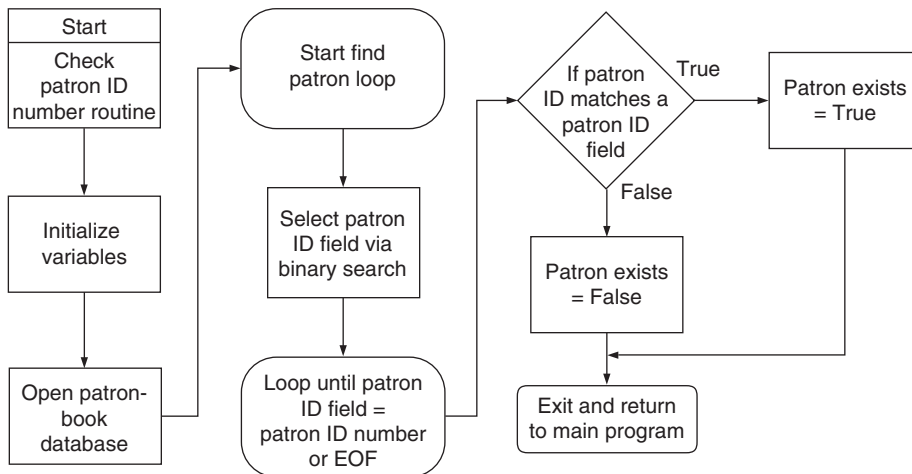 Start
Check
patron ID
number routine
Initialize
variables
Open patron-
book
database
Start find
patron loop
Select patron
ID field via
binary search
Loop until patron
ID field =
patron ID number
or EOF
If patron
ID matches a
patron ID
field
True
False
Patron exists
= True
Patron exists
= False
Exit and return
to main program